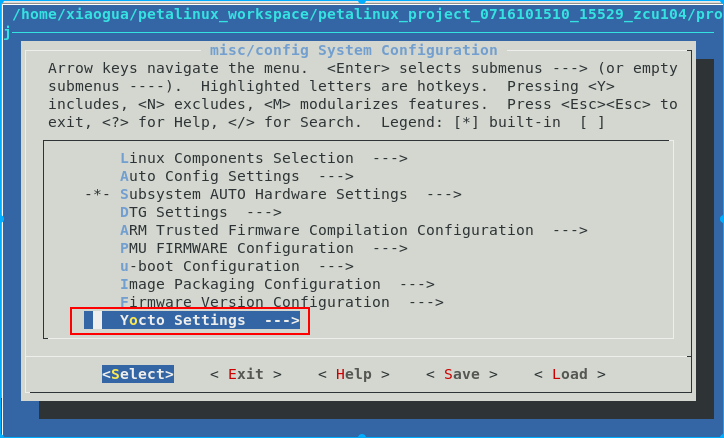 /home/xiaogua/petalinux_workspace/petalinux_project_0716101510_15529_zcu104/pro
j
misc/config System Configuration
Arrow keys navigate the menu.  <Enter> selects submenus ---> (or empty
submenus ----).  Highlighted letters are hotkeys.  Pressing <Y>
includes, <N> excludes, <M> modularizes features.  Press <Esc><Esc> to
exit, <?> for Help, </> for Search.  Legend: [*] built-in  [ ]
Linux Components Selection  --->
Auto Config Settings  --->
-*- Subsystem AUTO Hardware Settings  --->
DTG Settings  --->
ARM Trusted Firmware Compilation Configuration  --->
PMU FIRMWARE Configuration  --->
u-boot Configuration  --->
Image Packaging Configuration  --->
Firmware Version Configuration  --->
Yocto Settings  --->
<Select>    < Exit >    < Help >    < Save >    < Load >